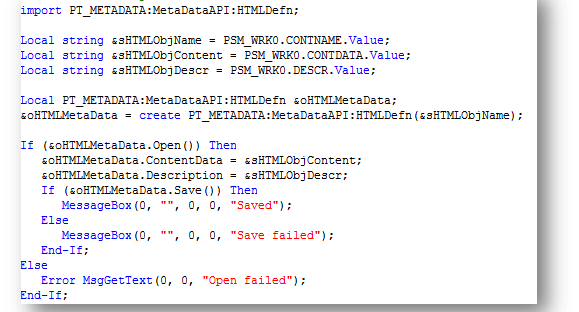 import PT_METADATA:MetaDataAPI:HTMLDefn;
Local string &sHTMLObjName = PSM_WRK0.CONTNAME.Value;
Local string &sHTMLObjContent = PSM_WRK0.CONTDATA.Value;
Local string &sHTMLObjDescr = PSM_WRK0.DESCR.Value;
Local PT_METADATA:MetaDataAPI:HTMLDefn &oHTMLMetaData;
&oHTMLMetaData = create PT_METADATA:MetaDataAPI:HTMLDefn(&sHTMLObjName);
If (&oHTMLMetaData.Open()) Then
&oHTMLMetaData.ContentData = &sHTMLObjContent;
&oHTMLMetaData.Description = &sHTMLObjDescr;
If (&oHTMLMetaData.Save()) Then
MessageBox(0, "", 0, 0, "Saved");
Else
MessageBox(0, "", 0, 0, "Save failed");
End-If;
Else
Error MsgGetText(0, 0, "Open failed");
End-If;